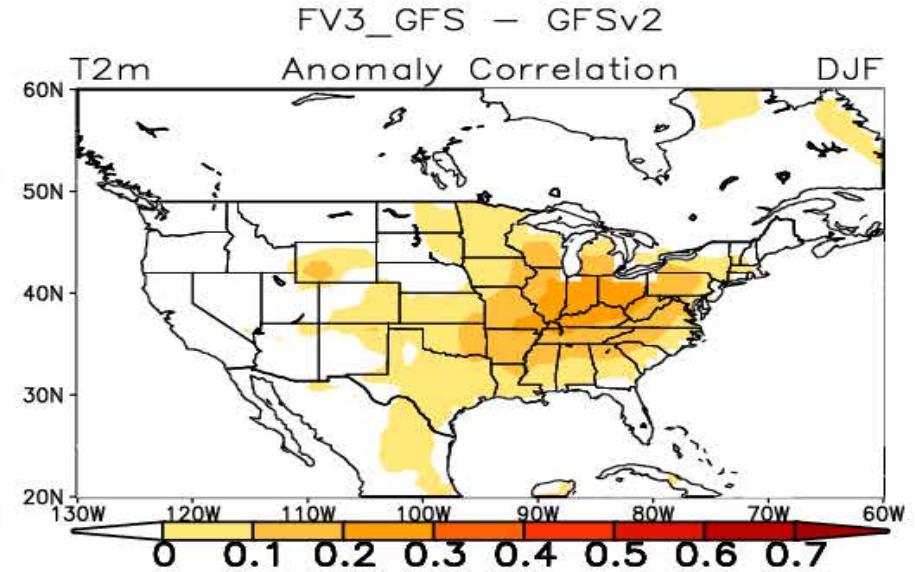 FV3_GFS – GFSv2
T2m Anomaly Correlation DJF
60N
50N
40N
30N
20N
130W 120W 110W 100W 90W 80W 70W 60W
0 0.1 0.2 0.3 0.4 0.5 0.6 0.7